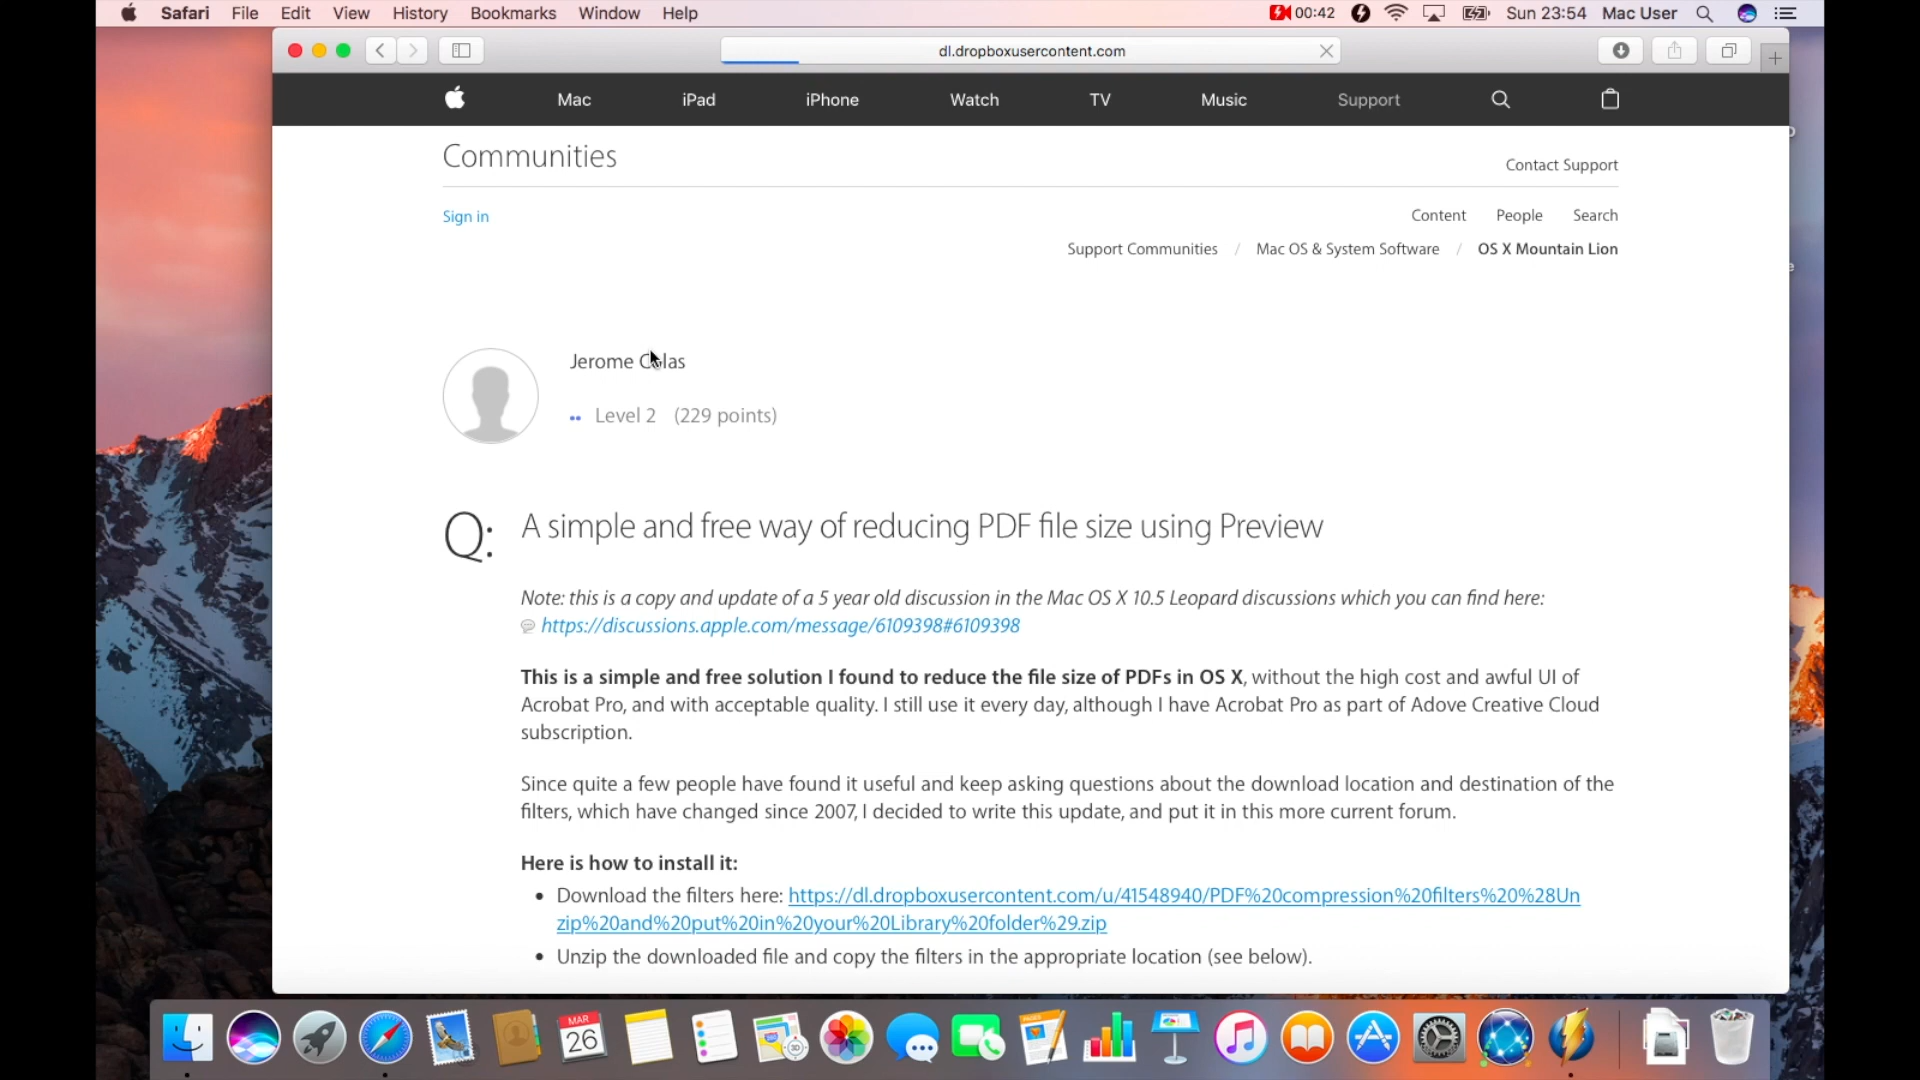 Safari File Edit View History Bookmarks Window Help 00:42 Sun 23:54 Mac User
dl.dropboxusercontent.com
Mac iPad iPhone Watch TV Music Support
Communities
Contact Support
Sign in
Content People Search
Support Communities / Mac OS & System Software / OS X Mountain Lion
Jerome Colas
Level 2 (229 points)
Q: A simple and free way of reducing PDF file size using Preview
Note: this is a copy and update of a 5 year old discussion in the Mac OS X 10.5 Leopard discussions which you can find here:
https://discussions.apple.com/message/6109398#6109398
This is a simple and free solution I found to reduce the file size of PDFs in OS X, without the high cost and awful UI of
Acrobat Pro, and with acceptable quality. I still use it every day, although I have Acrobat Pro as part of Adove Creative Cloud
subscription.
Since quite a few people have found it useful and keep asking questions about the download location and destination of the
filters, which have changed since 2007, I decided to write this update, and put it in this more current forum.
Here is how to install it:
• Download the filters here: https://dl.dropboxusercontent.com/u/41548940/PDF%20compression%20filters%20%28Un
zip%20and%20put%20in%20your%20Library%20folder%29.zip
• Unzip the downloaded file and copy the filters in the appropriate location (see below).
MAR
26
3D
PAGES